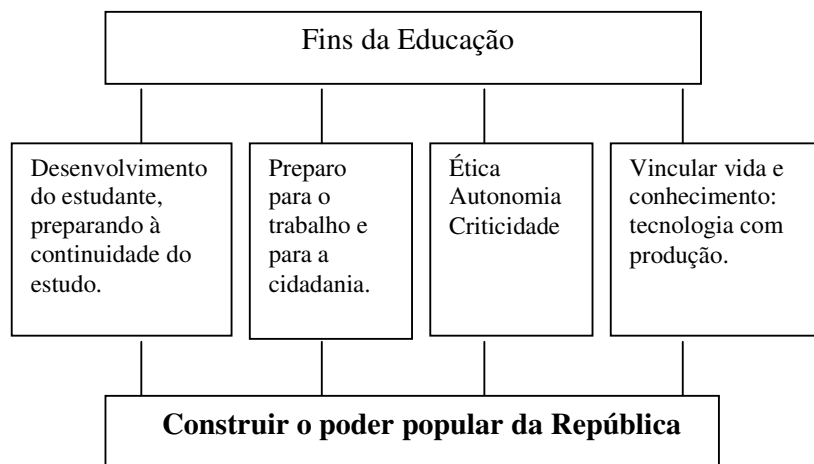 Fins da Educação
Desenvolvimento
do estudante,
preparando à
continuidade do
estudo.
Preparo
para o
trabalho e
para a
cidadania.
Ética
Autonomia
Criticidade
Vincular vida e
conhecimento:
tecnologia com
produção.
Construir o poder popular da República